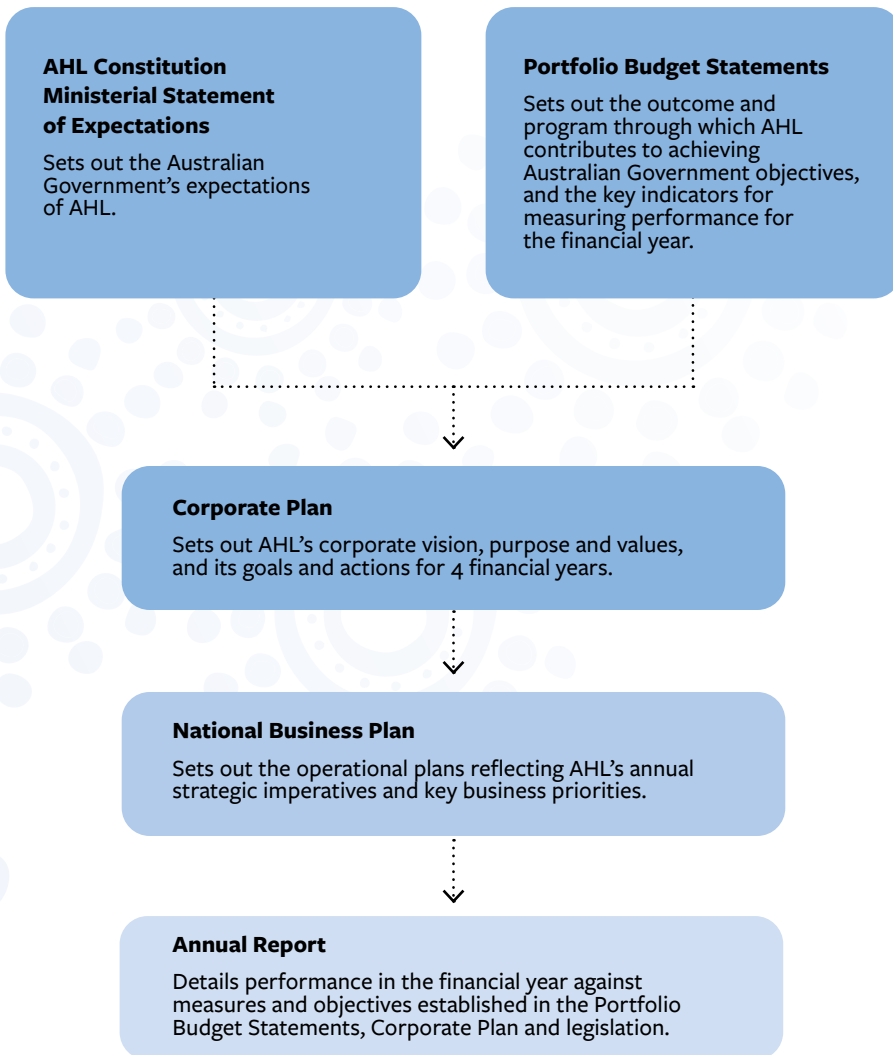 AHL Constitution
Ministerial Statement
of Expectations
Sets out the Australian
Government's expectations
of AHL.
Portfolio Budget Statements
Sets out the outcome and
program through which AHL
contributes to achieving
Australian Government objectives,
and the key indicators for
measuring performance for
the financial year.
Corporate Plan
Sets out AHL's corporate vision, purpose and values,
and its goals and actions for 4 financial years.
National Business Plan
Sets out the operational plans reflecting AHL's annual
strategic imperatives and key business priorities.
Annual Report
Details performance in the financial year against
measures and objectives established in the Portfolio
Budget Statements, Corporate Plan and legislation.